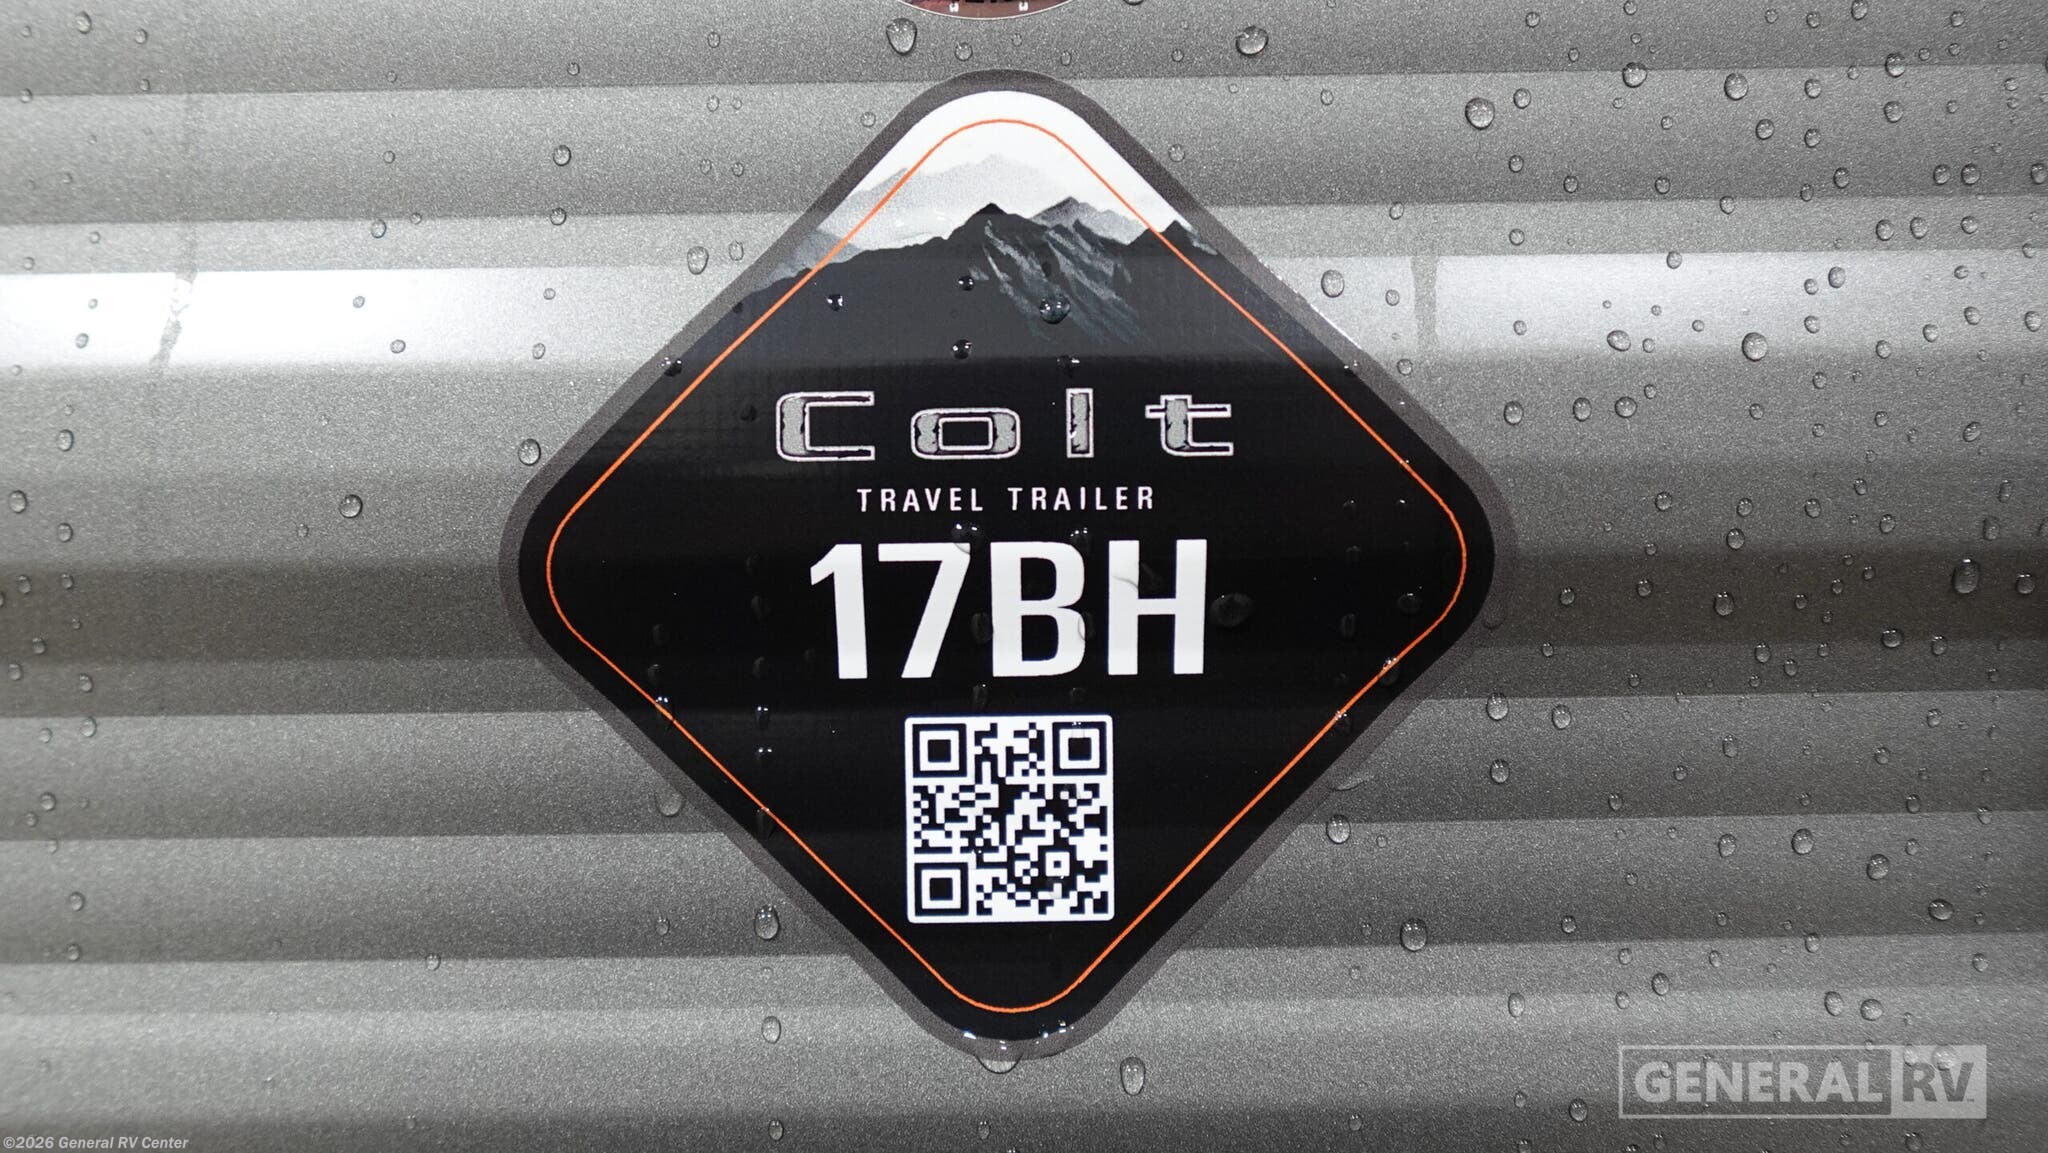 Colt
TRAVEL TRAILER
17BH
GENERAL RV
©2026 General RV Center